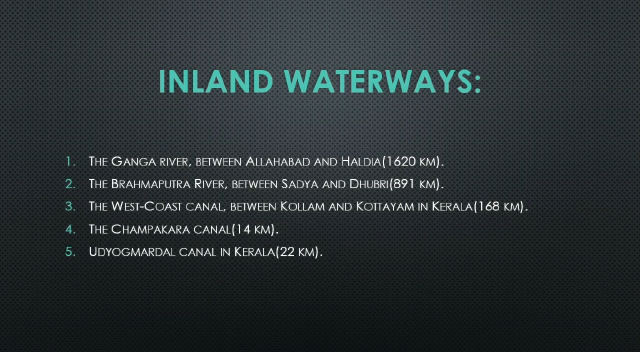 INLAND WATERWAYS:
1. THE GANGA RIVER, BETWEEN ALLAHABAD AND HALDIA(1620 KM).
2. THE BRAHMAPUTRA RIVER, BETWEEN SADYA AND DHUBRI(891 KM).
3. THE WEST-COAST CANAL, BETWEEN KOLLAM AND KOTTAYAM IN KERALA(168 KM).
4. THE CHAMPAKARA CANAL(14 KM).
5. UDYOGMARDAL CANAL IN KERALA(22 KM).